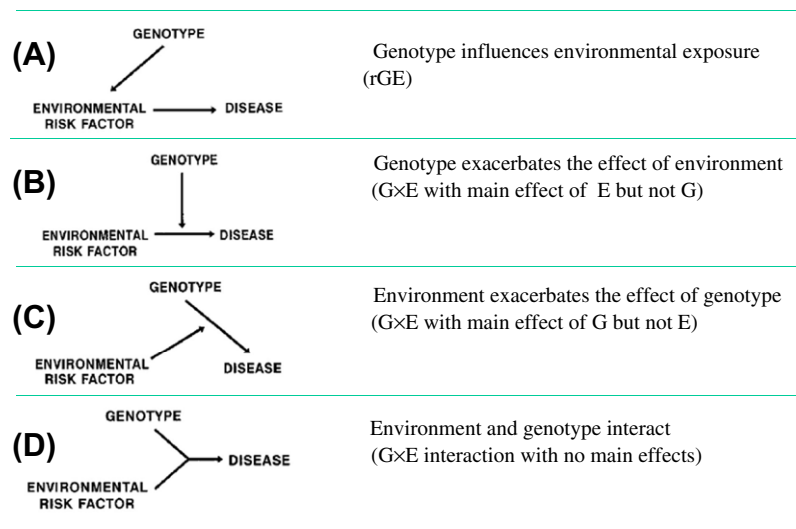 (A)
GENOTYPE
ENVIRONMENTAL
RISK FACTOR
DISEASE
Genotype influences environmental exposure
(rGE)
(B)
GENOTYPE
ENVIRONMENTAL
RISK FACTOR
DISEASE
Genotype exacerbates the effect of environment
(G×E with main effect of E but not G)
(C)
GENOTYPE
ENVIRONMENTAL
RISK FACTOR
DISEASE
Environment exacerbates the effect of genotype
(G×E with main effect of G but not E)
(D)
GENOTYPE
ENVIRONMENTAL
RISK FACTOR
DISEASE
Environment and genotype interact
(G×E interaction with no main effects)